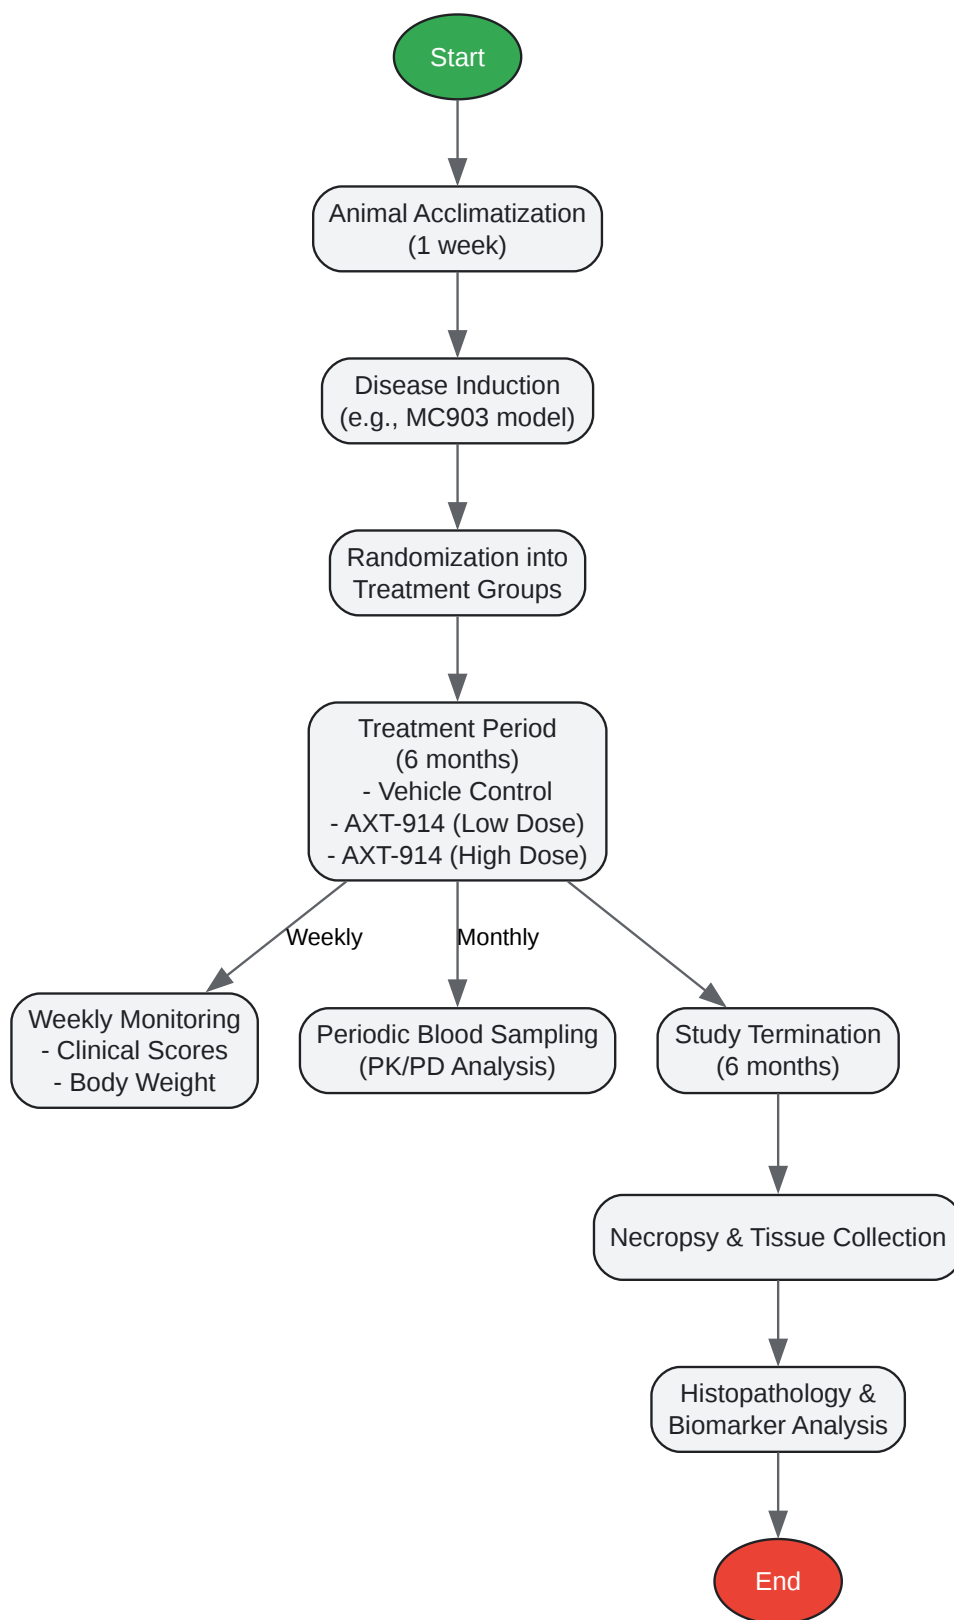 Start
Animal Acclimatization
(1 week)
Disease Induction
(e.g., MC903 model)
Randomization into
Treatment Groups
Treatment Period
(6 months)
- Vehicle Control
- AXT-914 (Low Dose)
- AXT-914 (High Dose)
Weekly
Monthly
Weekly Monitoring
- Clinical Scores
- Body Weight
Periodic Blood Sampling
(PK/PD Analysis)
Study Termination
(6 months)
Necropsy & Tissue Collection
Histopathology &
Biomarker Analysis
End